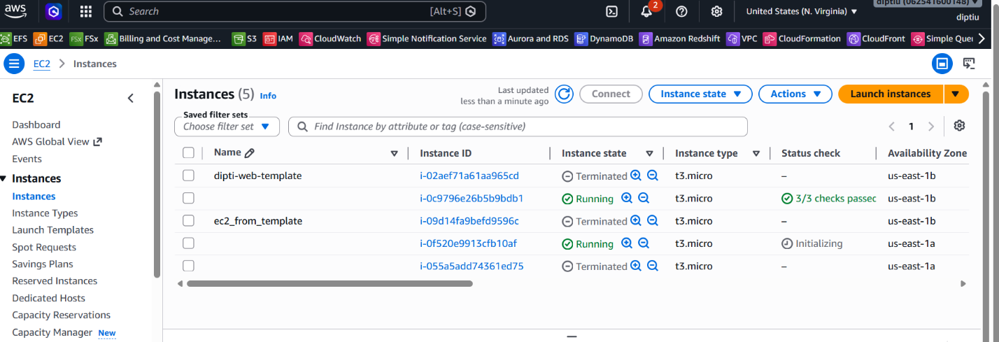 aws
Search [Alt+S] 2 United States (N. Virginia) diptiu (062541600148)
diptiu
EFS EC2 FSx FSx Billing and Cost Manage... S3 IAM CloudWatch Simple Notification Service Aurora and RDS DynamoDB Amazon Redshift VPC CloudFormation CloudFront Simple Queu
EC2 Instances
EC2
Dashboard
AWS Global View
Events
Instances
Instances
Instance Types
Launch Templates
Spot Requests
Savings Plans
Reserved Instances
Dedicated Hosts
Capacity Reservations
Capacity Manager New
Instances (5) Info
Last updated
less than a minute ago
Connect Instance state Actions Launch instances
Saved filter sets
Choose filter set Find Instance by attribute or tag (case-sensitive) 1
Name Instance ID Instance state Instance type Status check Availability Zone
dipti-web-template i-02aef71a61aa965cd Terminated t3.micro – us-east-1b
i-0c9796e26b5b9bdb1 Running t3.micro 3/3 checks passed us-east-1b
ec2_from_template i-09d14fa9befd9596c Terminated t3.micro – us-east-1b
i-0f520e9913cfb10af Running t3.micro Initializing us-east-1a
i-055a5add74361ed75 Terminated t3.micro – us-east-1a